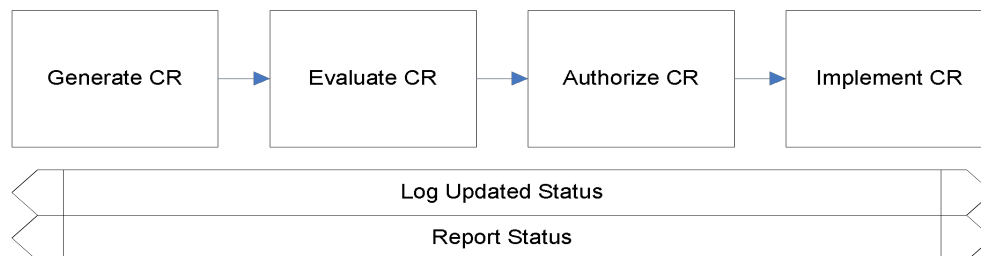 Generate CR
Evaluate CR
Authorize CR
Implement CR
Log Updated Status
Report Status